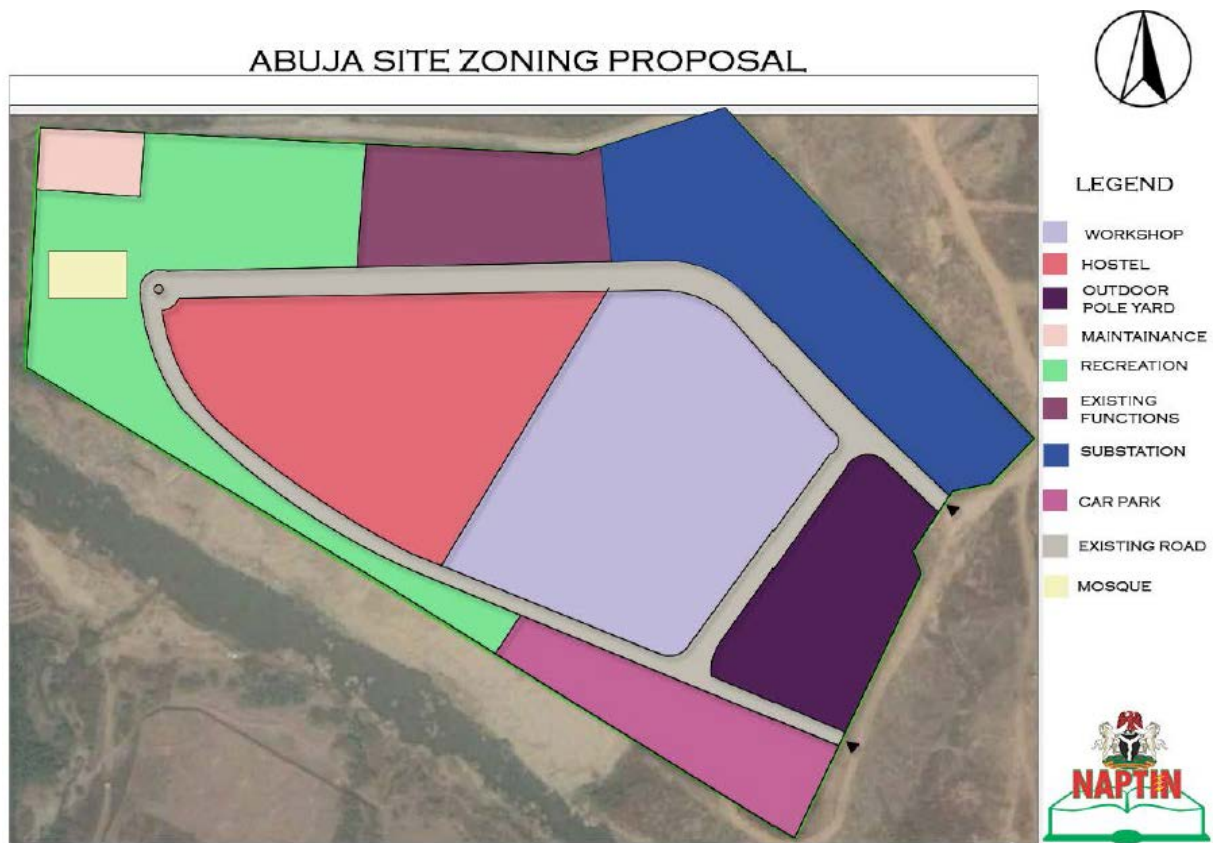 ABUJA SITE ZONING PROPOSAL
LEGEND
WORKSHOP
HOSTEL
OUTDOOR
POLE YARD
MAINTAINANCE
RECREATION
EXISTING
FUNCTIONS
SUBSTATION
CAR PARK
EXISTING ROAD
MOSQUE
NAPTIN